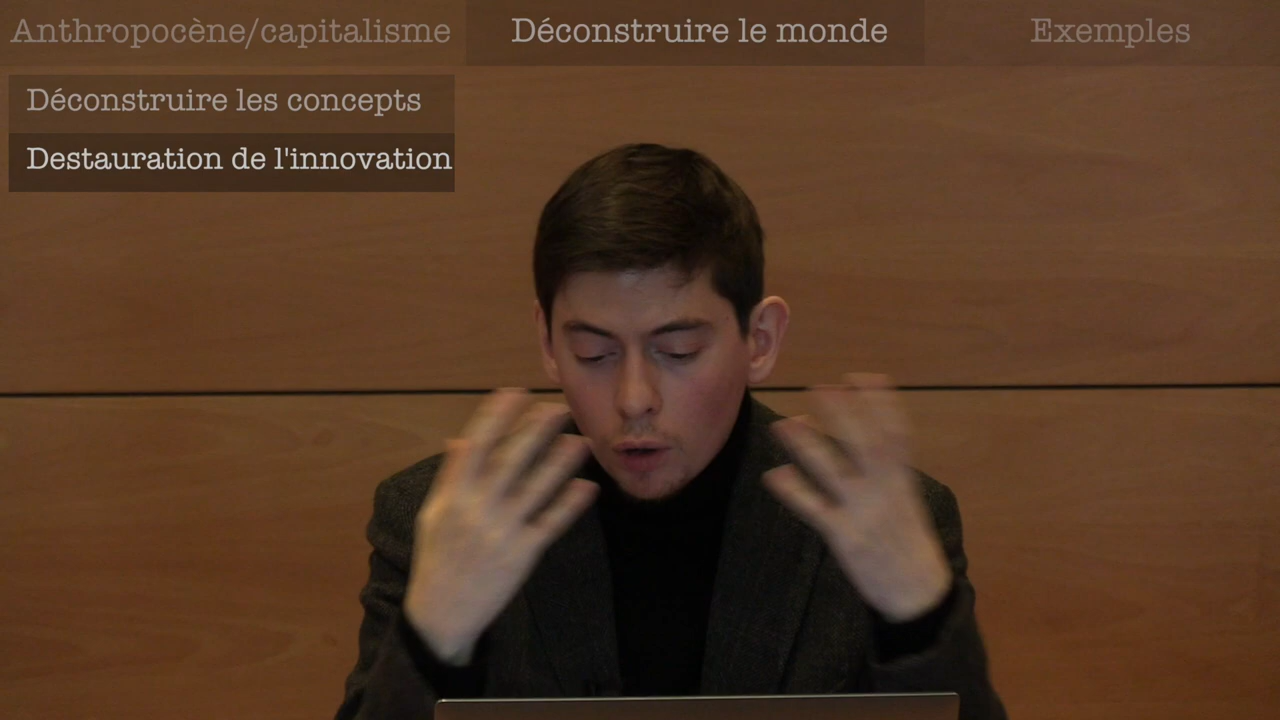 Anthropocène/capitalisme
Déconstruire le monde
Exemples
Déconstruire les concepts
Destauration de l'innovation